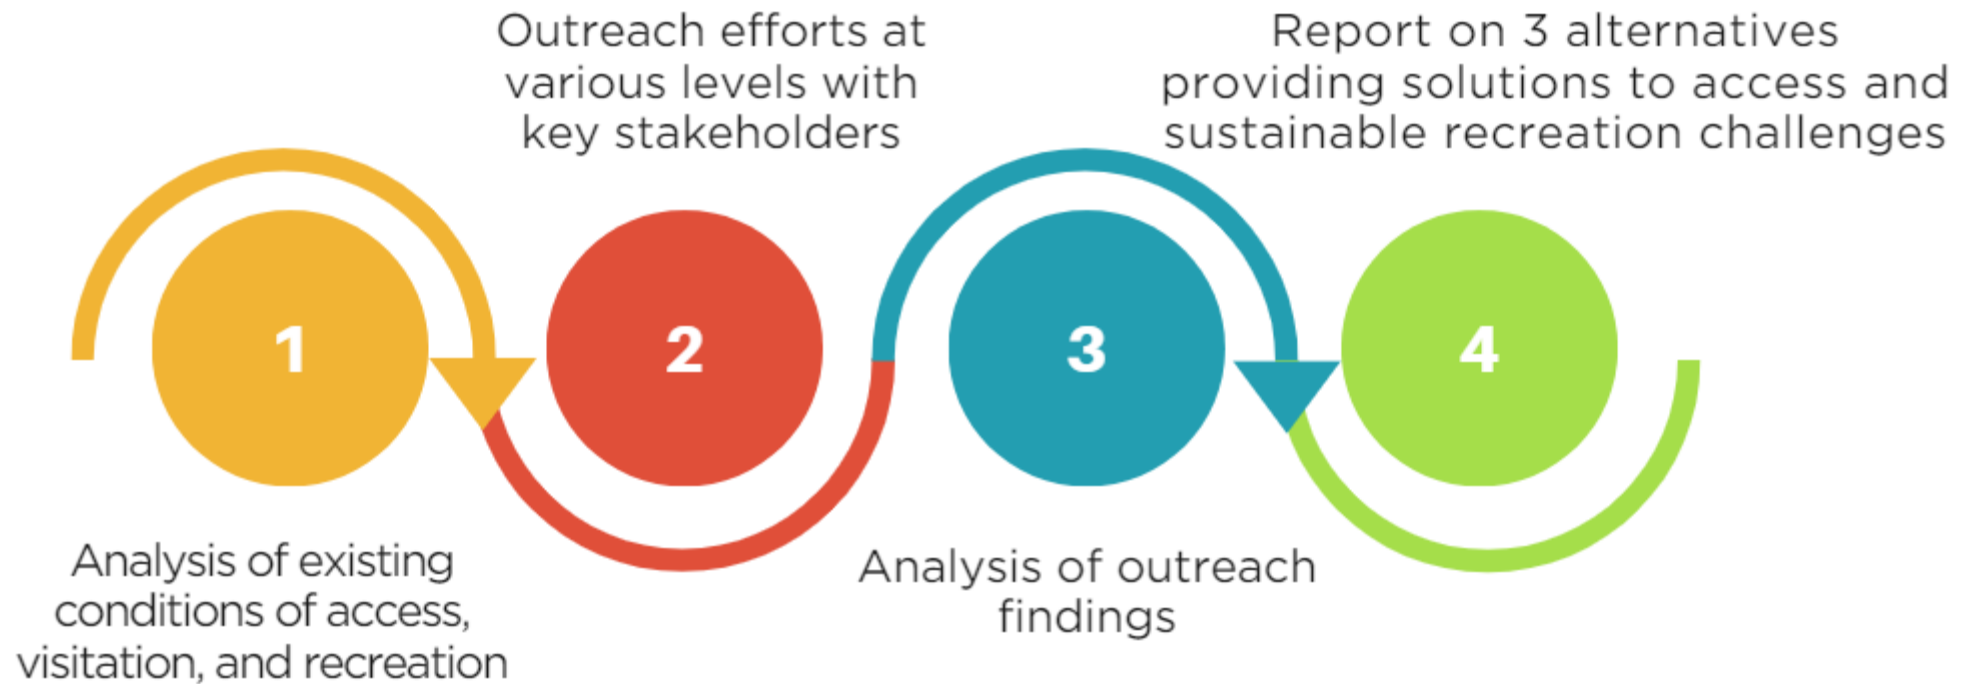 Outreach efforts at
various levels with
key stakeholders
Report on 3 alternatives
providing solutions to access and
sustainable recreation challenges
1
2
3
4
Analysis of existing
conditions of access,
visitation, and recreation
Analysis of outreach
findings